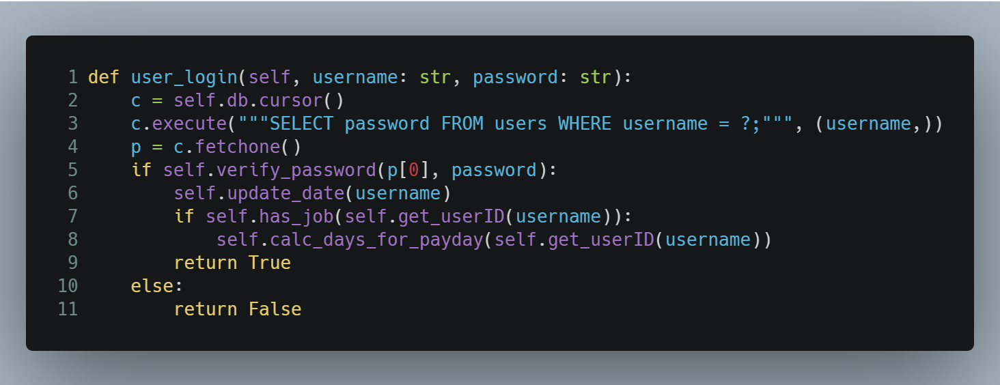 1 def user_login(self, username: str, password: str):
2     c = self.db.cursor()
3     c.execute("""SELECT password FROM users WHERE username = ?;""", (username,))
4     p = c.fetchone()
5     if self.verify_password(p[0], password):
6         self.update_date(username)
7         if self.has_job(self.get_userID(username)):
8             self.calc_days_for_payday(self.get_userID(username))
9         return True
10     else:
11         return False